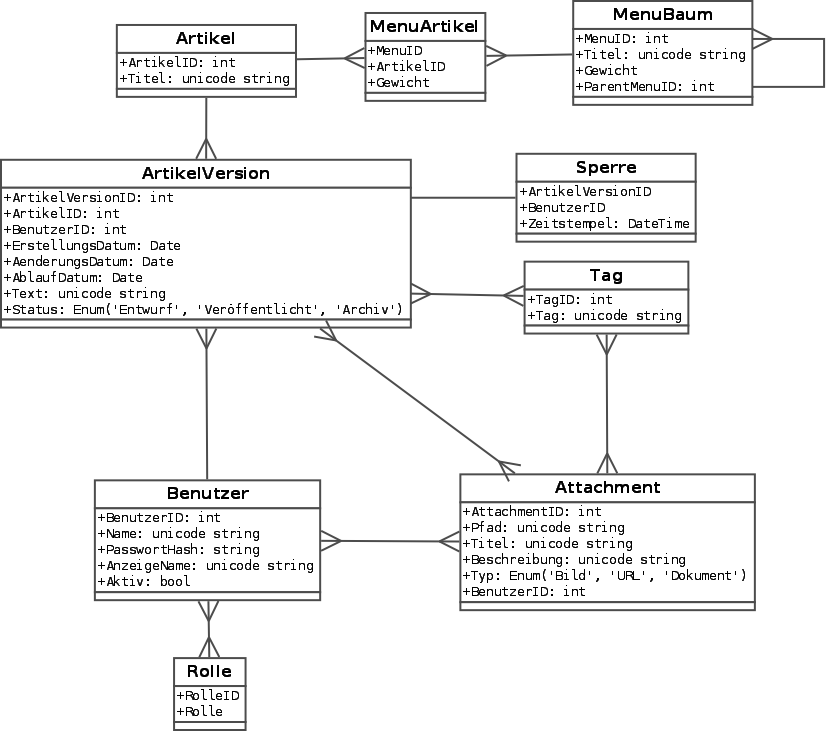 Artikel
+ArtikelID: int
+Titel: unicode string
MenuArtikel
+MenuID
+ArtikelID
+Gewicht
MenuBaum
+MenuID: int
+Titel: unicode string
+Gewicht
+ParentMenuID: int
ArtikelVersion
+ArtikelVersionID: int
+ArtikelID: int
+BenutzerID: int
+ErstellungsDatum: Date
+AenderungsDatum: Date
+AblaufDatum: Date
+Text: unicode string
+Status: Enum('Entwurf', 'Veröffentlicht', 'Archiv')
Sperre
+ArtikelVersionID
+BenutzerID
+Zeitstempel: DateTime
Tag
+TagID: int
+Tag: unicode string
Benutzer
+BenutzerID: int
+Name: unicode string
+PasswortHash: string
+AnzeigeName: unicode string
+Aktiv: bool
Attachment
+AttachmentID: int
+Pfad: unicode string
+Titel: unicode string
+Beschreibung: unicode string
+Typ: Enum('Bild', 'URL', 'Dokument')
+BenutzerID: int
Rolle
+RolleID
+Rolle